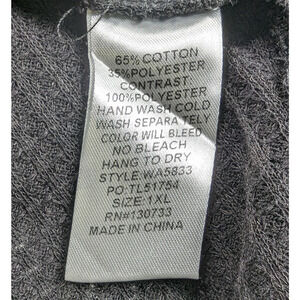 65% COTTON
35%POLYESTER
CONTRAST
100%POLYESTER
HAND WASH COLD
WASH SEPARA TELY
COLOR WILL BLEED
NO BLEACH
HANG TO DRY
STYLE:WA5833
PO:TL51754
SIZE:1XL
RN#130733
MADE IN CHINA